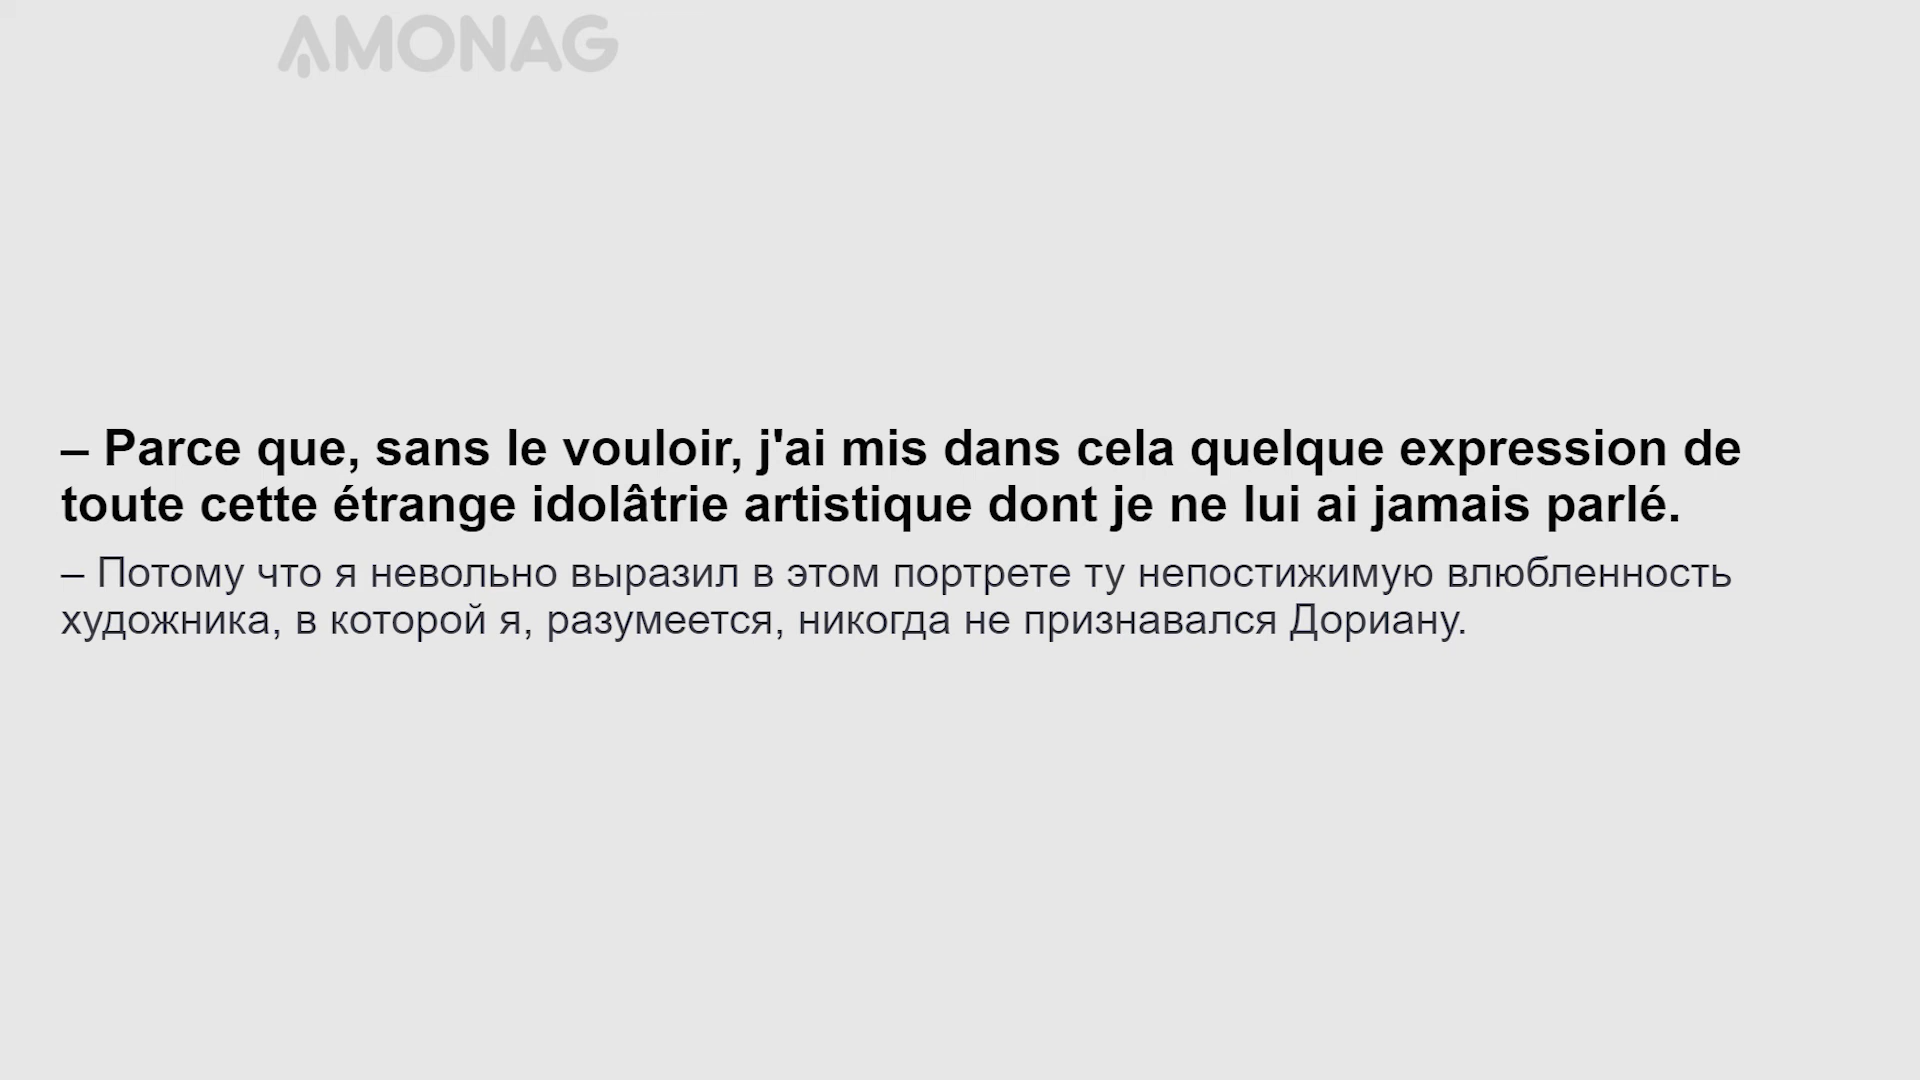 AMONAG
– Parce que, sans le vouloir, j'ai mis dans cela quelque expression de
toute cette étrange idolâtrie artistique dont je ne lui ai jamais parlé.
– Потому что я невольно выразил в этом портрете ту непостижимую влюбленность
художника, в которой я, разумеется, никогда не признавался Дориану.